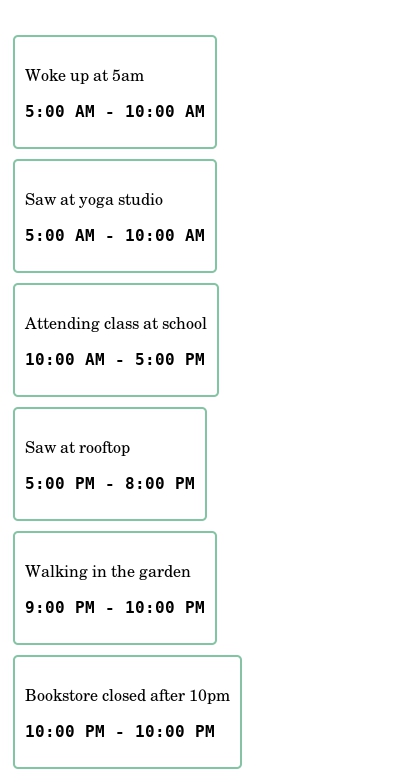 Woke up at 5am
5:00 AM - 10:00 AM
Saw at yoga studio
5:00 AM - 10:00 AM
Attending class at school
10:00 AM - 5:00 PM
Saw at rooftop
5:00 PM - 8:00 PM
Walking in the garden
9:00 PM - 10:00 PM
Bookstore closed after 10pm
10:00 PM - 10:00 PM